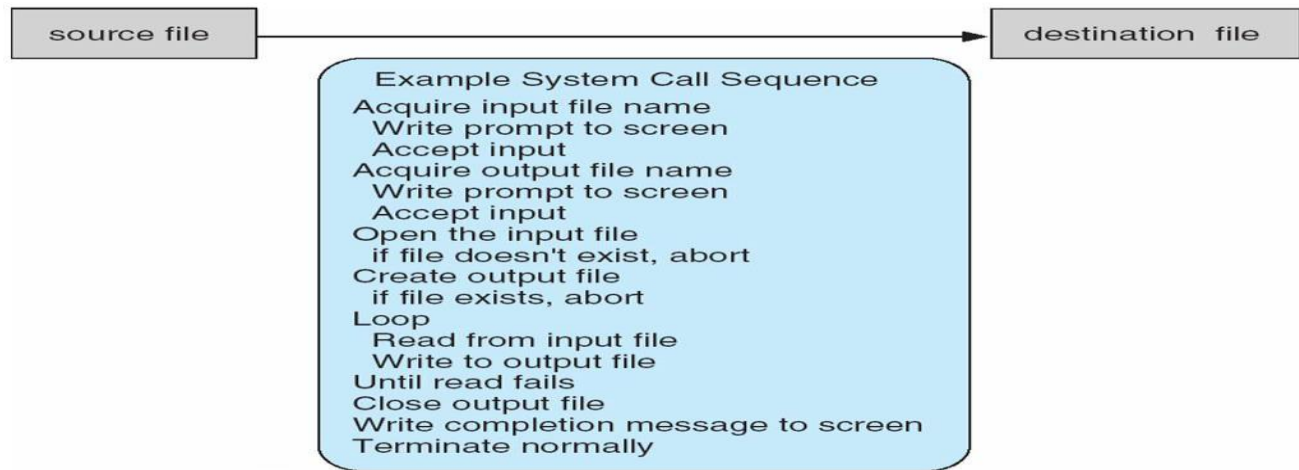 source file
destination file
Example System Call Sequence
Acquire input file name
Write prompt to screen
Accept input
Acquire output file name
Write prompt to screen
Accept input
Open the input file
if file doesn't exist, abort
Create output file
if file exists, abort
Loop
Read from input file
Write to output file
Until read fails
Close output file
Write completion message to screen
Terminate normally